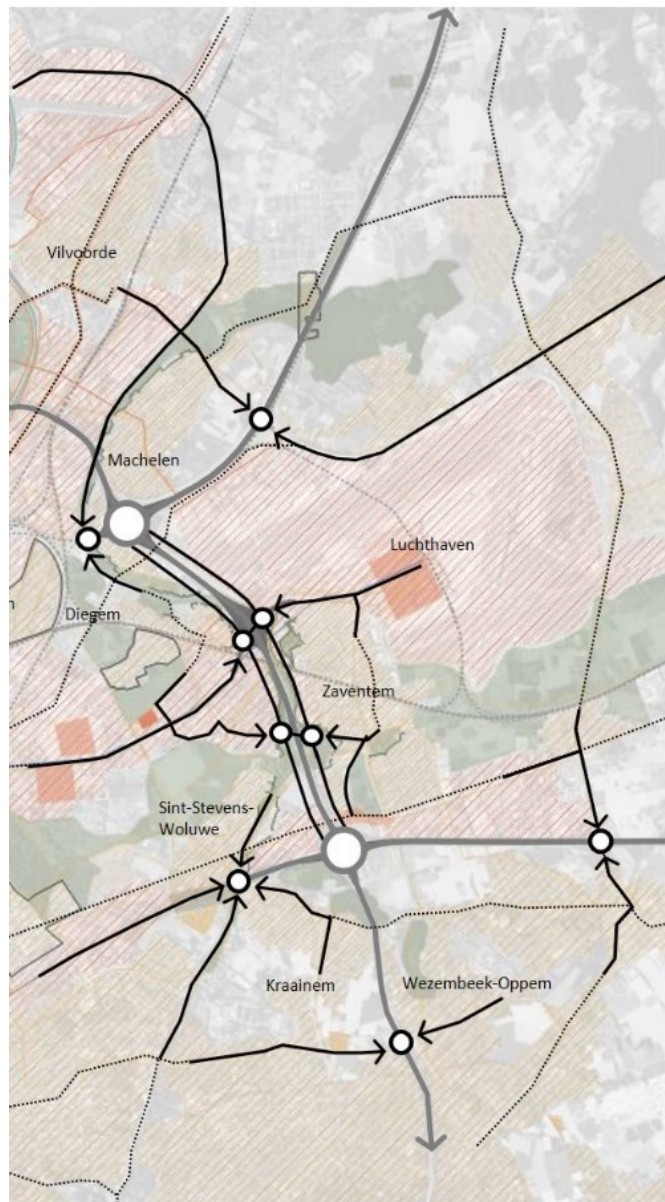 Vilvoorde
Machelen
Luchthaven
Diegem
Zaventem
Sint-Stevens-
Woluwe
Kraainem
Wezembeek-Oppem